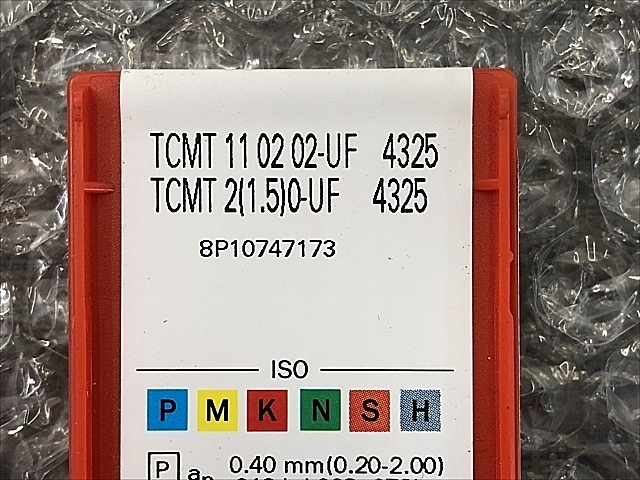 TCMT 11 02 02-UF 4325
TCMT 2(1.5)0-UF 4325
8P10747173
ISO
P M K N S H
P ap 0.40 mm(0.20-2.00)